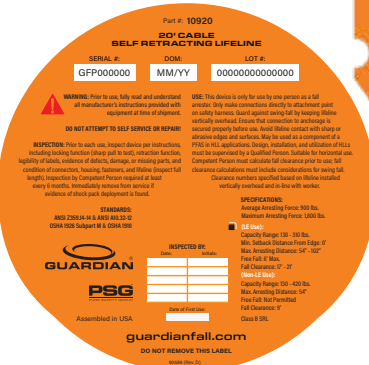 Part #: 10920
20' CABLE
SELF RETRACTING LIFELINE
SERIAL #:
GFP000000
DOM:
MM/YY
LOT #:
00000000000000
WARNING: Prior to use, fully read and understand
all manufacturer's instructions provided with
equipment at time of shipment.
DO NOT ATTEMPT TO SELF SERVICE OR REPAIR!
INSPECTION: Prior to each use, inspect device per instructions,
including locking function (sharp pull to test), retraction function,
legibility of labels, evidence of defects, damage, or missing parts, and
condition of connectors, housing, fasteners, and lifeline (inspect full
length). Inspection by Competent Person required at least
every 6 months. Immediately remove from service if
evidence of shock pack deployment is found.
STANDARDS:
ANSI Z359.14-14 & ANSI A10.32-12
OSHA 1926 Subpart M & OSHA 1910
GUARDIAN
PSG
Assembled in USA
USE: This device is only for use by one person as a fall
arrester. Only make connections directly to attachment point
on safety harness. Guard against swing-fall by keeping lifeline
vertically overhead. Ensure that connection to anchorage is
secured properly before use. Avoid lifeline contact with sharp or
abrasive edges and surfaces. May be used as a component of a
PFAS in HLL applications. Design, installation, and utilization of HLLs
must be supervised by a Qualified Person. Suitable for horizontal use.
Competent Person must calculate fall clearance prior to use; fall
clearance calculations must include considerations for swing fall.
Clearance numbers specified based on lifeline installed
vertically overhead and in-line with worker.
SPECIFICATIONS:
Average Arresting Force: 900 lbs.
Maximum Arresting Force: 1,800 lbs.
(LE Use):
Capacity Range: 130 - 310 lbs.
Min. Setback Distance From Edge: 0'
Max. Arresting Distance: 54" - 102"
Free Fall: 6' Max.
Fall Clearance: 17' - 21'
(Non-LE Use):
Capacity Range: 130 - 420 lbs.
Max. Arresting Distance: 54"
Free Fall: Not Permitted
Fall Clearance: 9'
Class B SRL
INSPECTED BY:
Date:
Initials:
Date of First Use:
guardianfall.com
DO NOT REMOVE THIS LABEL